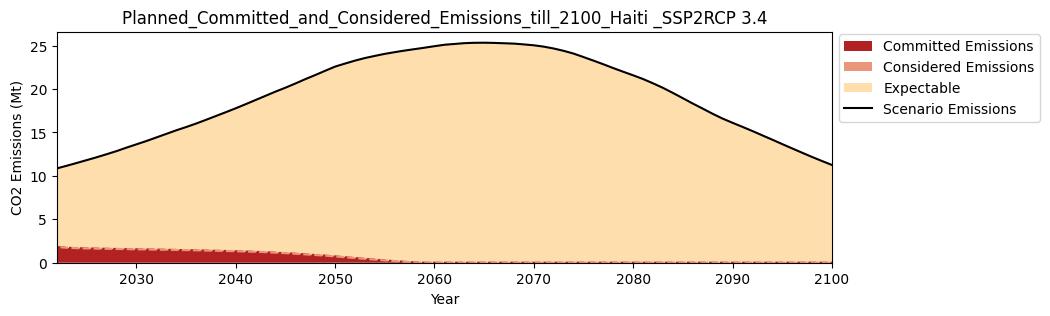 Planned_Committed_and_Considered_Emissions_till_2100_Haiti _SSP2RCP 3.4
CO2 Emissions (Mt)
25
20
15
10
5
0
2030 2040 2050 2060 2070 2080 2090 2100
Year
Committed Emissions
Considered Emissions
Expectable
Scenario Emissions